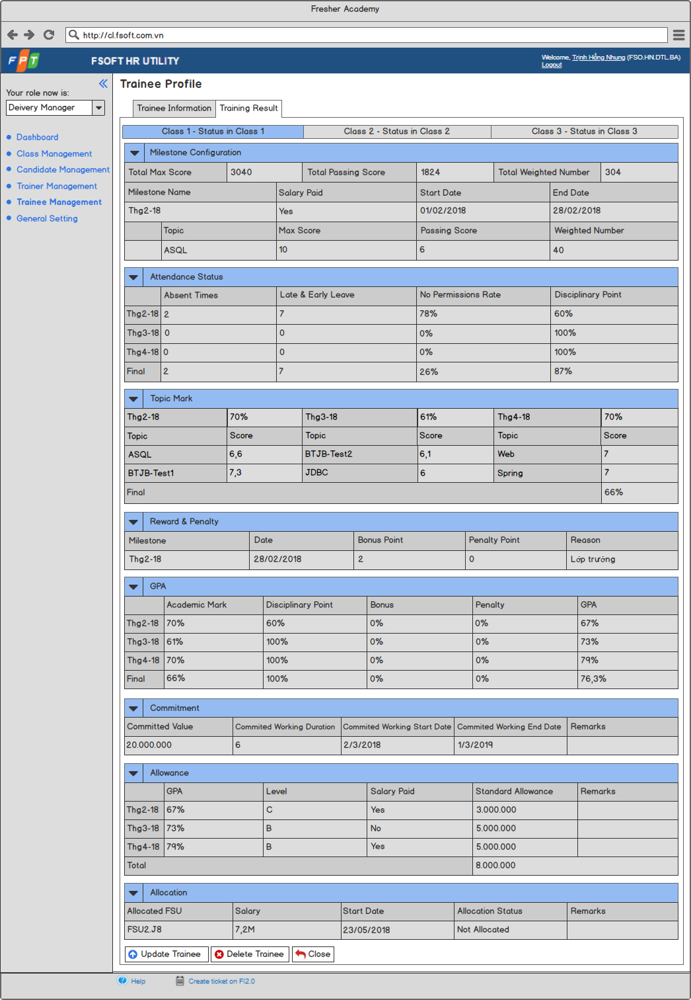 Fresher Academy
http://cl.fsoft.com.vn
FPT
FSOFT HR UTILITY
Welcome, Trịnh Hồng Nhung (FSO.HN.DTL.BA)
Logout
Your role now is:
Deivery Manager
Dashboard
Class Management
Candidate Management
Trainer Management
Trainee Management
General Setting
Trainee Profile
Trainee Information Training Result
Class 1 - Status in Class 1 Class 2 - Status in Class 2 Class 3 - Status in Class 3
Milestone Configuration
Total Max Score 3040 Total Passing Score 1824 Total Weighted Number 304
Milestone Name Salary Paid Start Date End Date
Thg2-18 Yes 01/02/2018 28/02/2018
Topic Max Score Passing Score Weighted Number
ASQL 10 6 40
Attendance Status
Absent Times Late & Early Leave No Permissions Rate Disciplinary Point
Thg2-18 2 7 78% 60%
Thg3-18 0 0 0% 100%
Thg4-18 0 0 0% 100%
Final 2 7 26% 87%
Topic Mark
Thg2-18 70% Thg3-18 61% Thg4-18 70%
Topic Score Topic Score Topic Score
ASQL 6,6 BTJB-Test2 6,1 Web 7
BTJB-Test1 7,3 JDBC 6 Spring 7
Final 66%
Reward & Penalty
Milestone Date Bonus Point Penalty Point Reason
Thg2-18 28/02/2018 2 0 Lớp trưởng
GPA
Academic Mark Disciplinary Point Bonus Penalty GPA
Thg2-18 70% 60% 0% 0% 67%
Thg3-18 61% 100% 0% 0% 73%
Thg4-18 70% 100% 0% 0% 79%
Final 66% 100% 0% 0% 76,3%
Commitment
Committed Value Commited Working Duration Commited Working Start Date Commited Working End Date Remarks
20.000.000 6 2/3/2018 1/3/2019
Allowance
GPA Level Salary Paid Standard Allowance Remarks
Thg2-18 67% C Yes 3.000.000
Thg3-18 73% B No 5.000.000
Thg4-18 79% B Yes 5.000.000
Total 8.000.000
Allocation
Allocated FSU Salary Start Date Allocation Status Remarks
FSU2.J8 7,2M 23/05/2018 Not Allocated
Update Trainee Delete Trainee Close
Help Create ticket on FI2.0